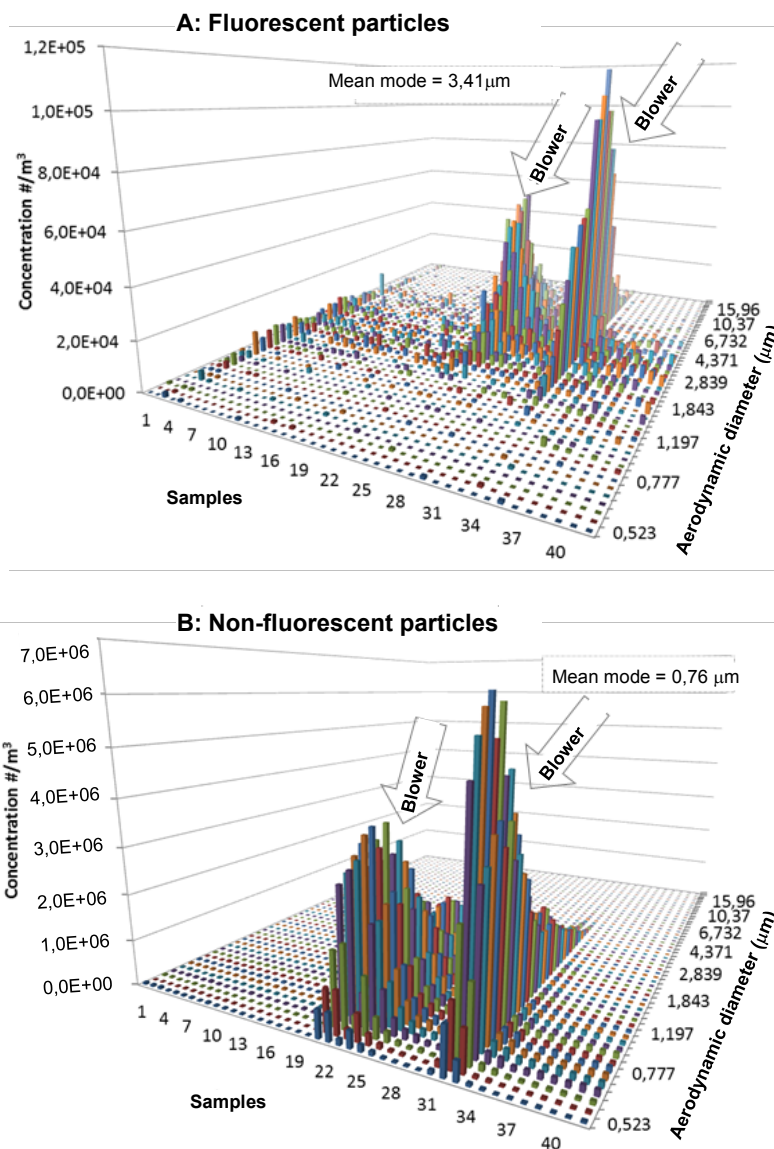 A: Fluorescent particles
1,2E+05
1,0E+05
8,0E+04
6,0E+04
4,0E+04
2,0E+04
0,0E+00
Concentration #/m³
Mean mode = 3,41μm
Blower
Blower
1 4 7 10 13 16 19 22 25 28 31 34 37 40
Samples
15,96
10,37
6,732
4,371
2,839
1,843
1,197
0,777
0,523
Aerodynamic diameter (μm)
B: Non-fluorescent particles
7,0E+06
6,0E+06
5,0E+06
4,0E+06
3,0E+06
2,0E+06
1,0E+06
0,0E+00
Concentration #/m³
Mean mode = 0,76 μm
Blower
Blower
1 4 7 10 13 16 19 22 25 28 31 34 37 40
Samples
15,96
10,37
6,732
4,371
2,839
1,843
1,197
0,777
0,523
Aerodynamic diameter (μm)